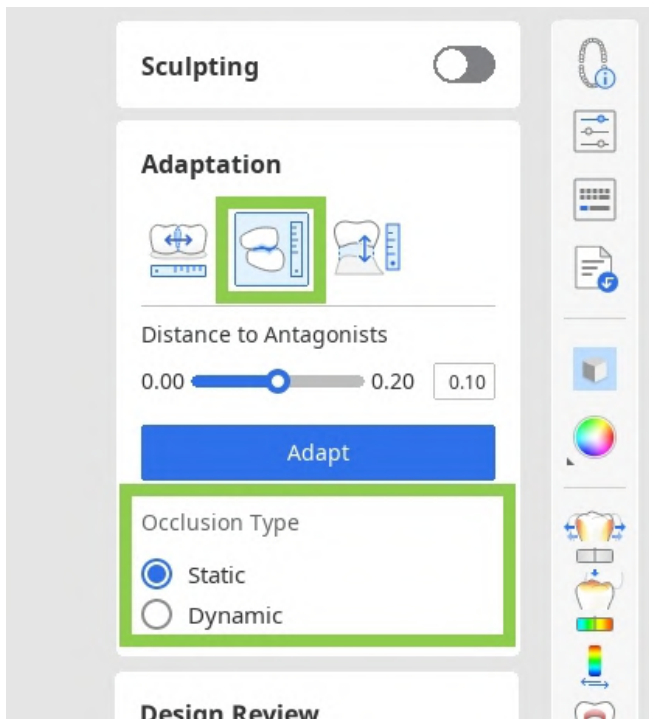 Sculpting
Adaptation
Distance to Antagonists
0.00 0.20 0.10
Adapt
Occlusion Type
Static
Dynamic
Design Review